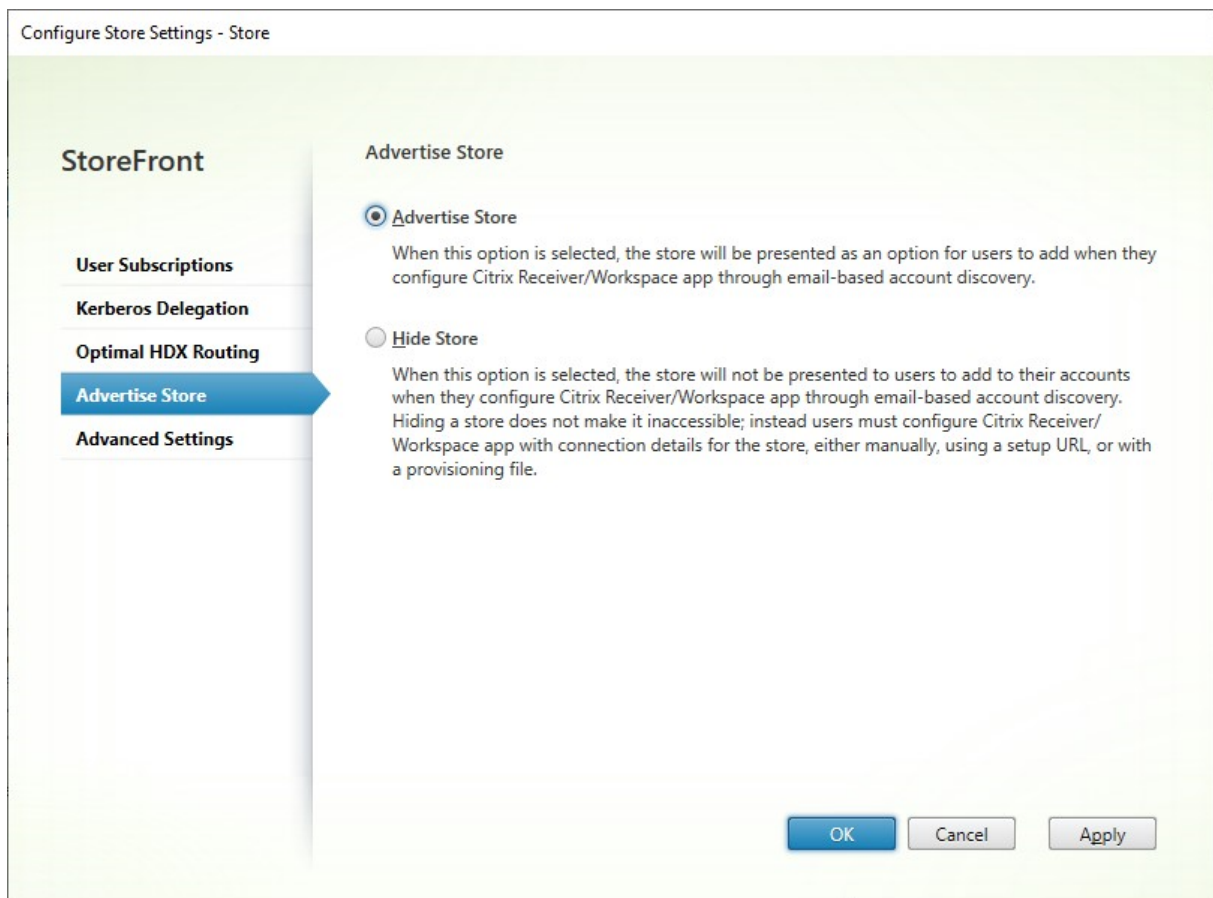 Configure Store Settings - Store
StoreFront
User Subscriptions
Kerberos Delegation
Optimal HDX Routing
Advertise Store
Advanced Settings
Advertise Store
Advertise Store
When this option is selected, the store will be presented as an option for users to add when they
configure Citrix Receiver/Workspace app through email-based account discovery.
Hide Store
When this option is selected, the store will not be presented to users to add to their accounts
when they configure Citrix Receiver/Workspace app through email-based account discovery.
Hiding a store does not make it inaccessible; instead users must configure Citrix Receiver/
Workspace app with connection details for the store, either manually, using a setup URL, or with
a provisioning file.
OK
Cancel
Apply